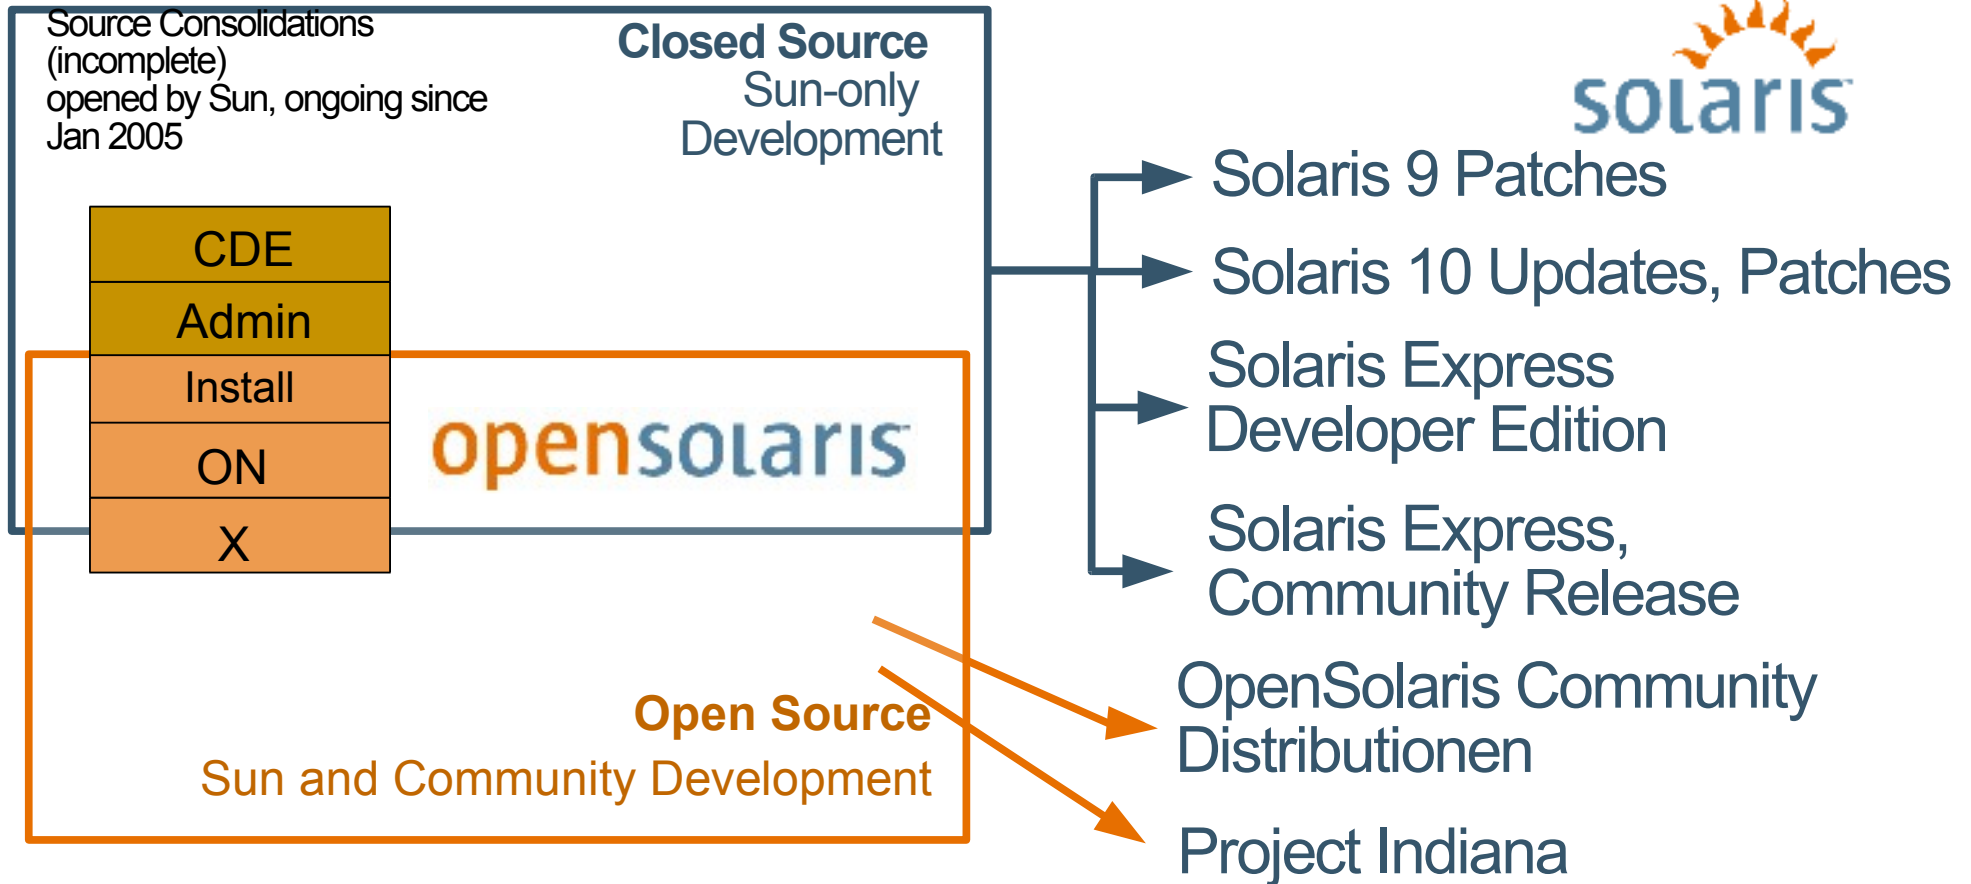 Source Consolidations
(incomplete)
opened by Sun, ongoing since
Jan 2005
Closed Source
Sun-only
Development
solaris
CDE
Admin
Install
ON
X
opensolaris
Open Source
Sun and Community Development
Solaris 9 Patches
Solaris 10 Updates, Patches
Solaris Express
Developer Edition
Solaris Express,
Community Release
OpenSolaris Community
Distributionen
Project Indiana